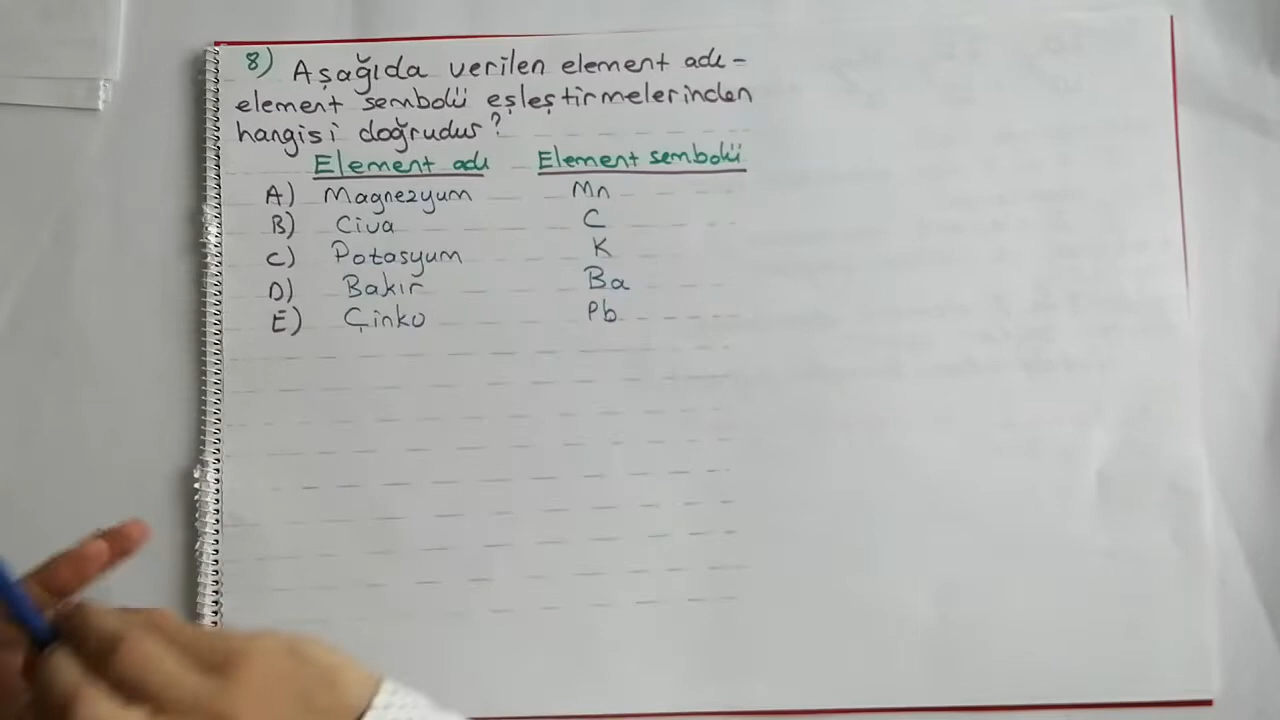 8) Aşağıda verilen element adı-
element sembolü eşleştirmelerinden
hangisi doğrudur?
Element adı Element sembolü
A) Magnezyum Mn
B) Civa C
C) Potasyum K
D) Bakır Ba
E) Çinko Pb